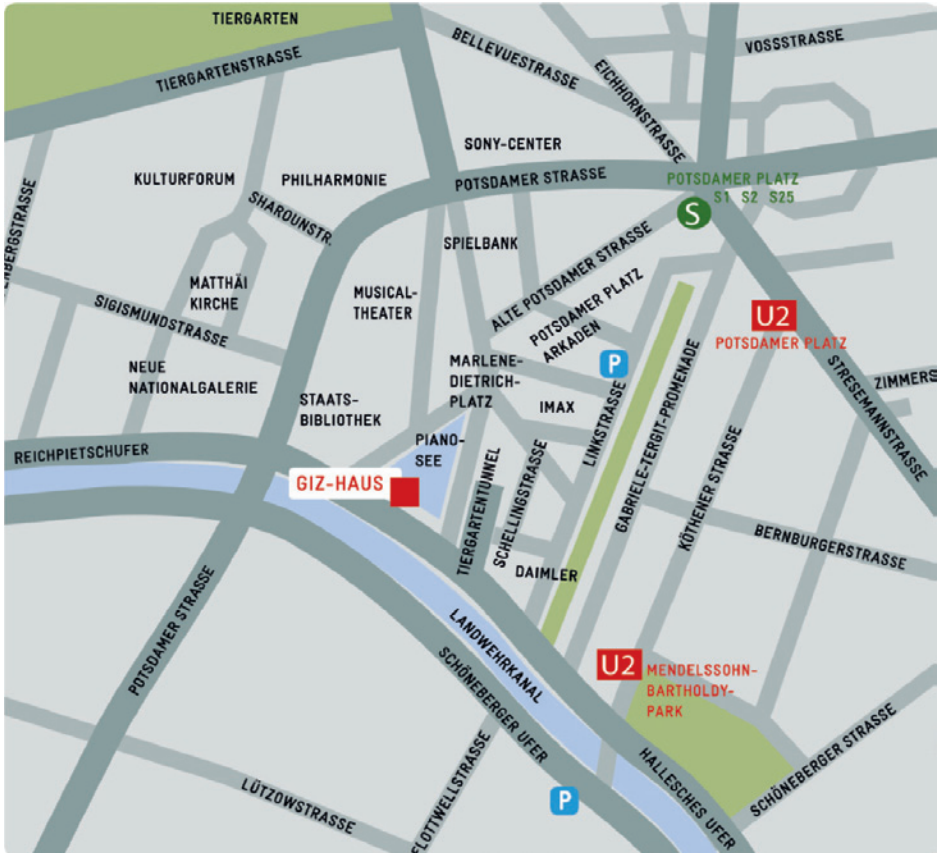 TIERGARTEN
TIERGARTENSTRASSE
BELLEVUESTRASSE
EICHHORNSTRASSE
VOSSSTRASSE
SONY-CENTER
KULTURFORUM
PHILHARMONIE
POTSDAMER STRASSE
POTSDAMER PLATZ
S1 S2 S25
S
SHAROUNSTR.
ENBERGSTRASSE
SPIELBANK
ALTE POTSDAMER STRASSE
MATTHÄI
KIRCHE
MUSICAL-
THEATER
SIGISMUNDSTRASSE
POTSDAMER PLATZ
ARKADEN
U2
POTSDAMER PLATZ
NEUE
NATIONALGALERIE
MARLENE-
DIETRICH-
PLATZ
P
STRESEMANNSTRASSE
ZIMMERS
STAATS-
BIBLIOTHEK
IMAX
LINKSTRASSE
GABRIELE-TERGIT-PROMENADE
KÖTHENER STRASSE
REICHPIETSCHUFER
PIANO-
SEE
GIZ-HAUS
TIERGARTENTUNNEL
SCHELLINGSTRASSE
BERNBURGERSTRASSE
DAIMLER
POTSDAMER STRASSE
LANDWEHRKANAL
SCHÖNEBERGER UFER
U2
MENDELSSOHN-
BARTHOLDY-
PARK
HALLESCHES UFER
SCHÖNEBERGER STRASSE
LÜTZOWSTRASSE
FLOTTWELLSTRASSE
P